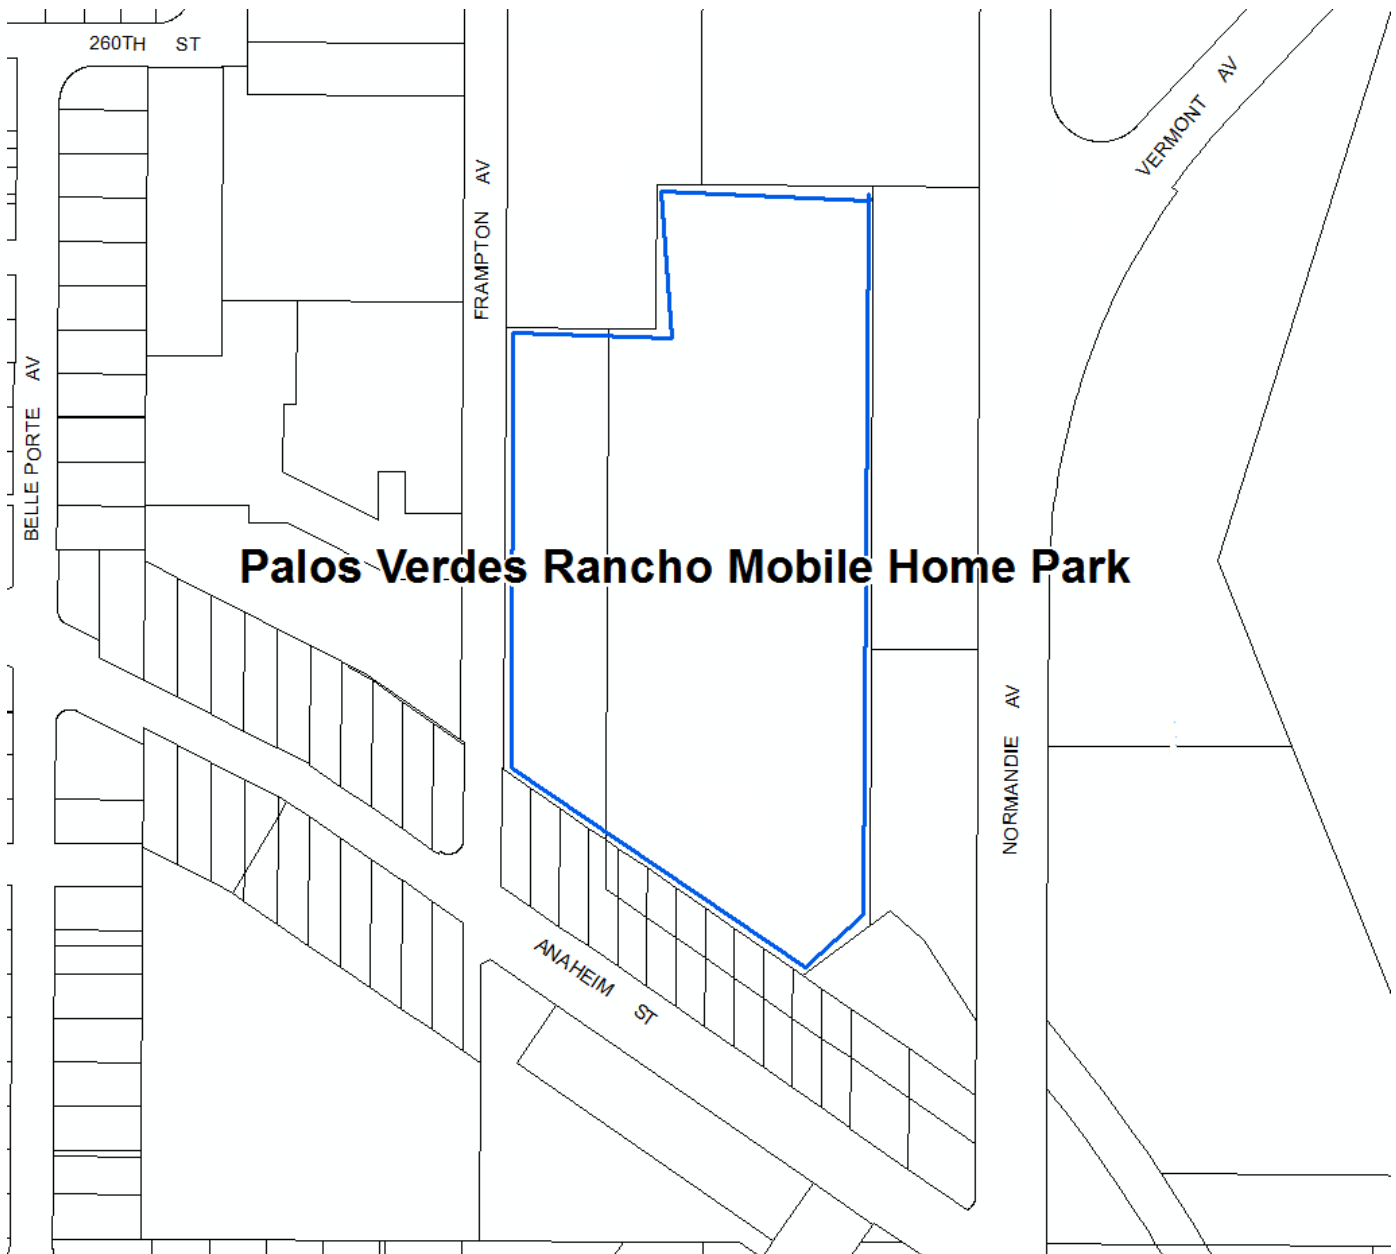 260TH ST
VERMONT AV
FRAMPTON AV
BELLE PORTE AV
Palos Verdes Rancho Mobile Home Park
NORMANDIE AV
ANAHEIM ST